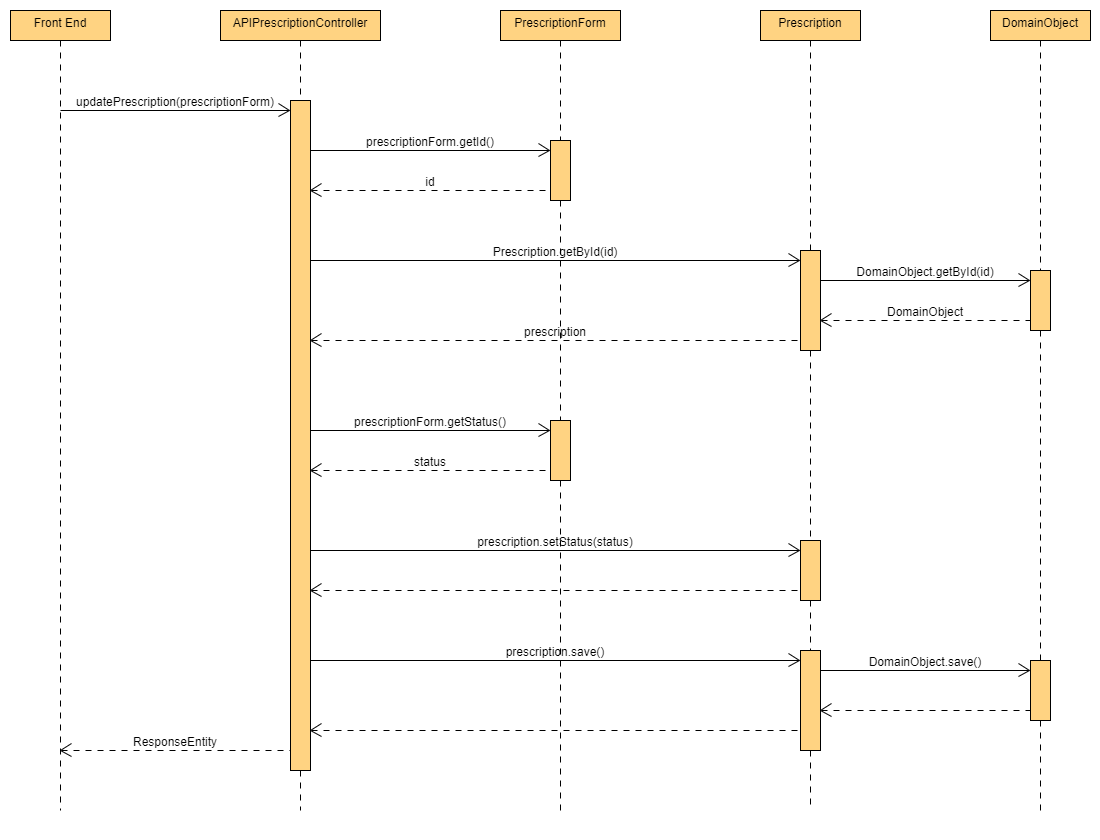 Front End
APIPrescriptionController
PrescriptionForm
Prescription
DomainObject
updatePrescription(prescriptionForm)
prescriptionForm.getId()
id
Prescription.getById(id)
DomainObject.getById(id)
DomainObject
prescription
prescriptionForm.getStatus()
status
prescription.setStatus(status)
prescription.save()
DomainObject.save()
ResponseEntity